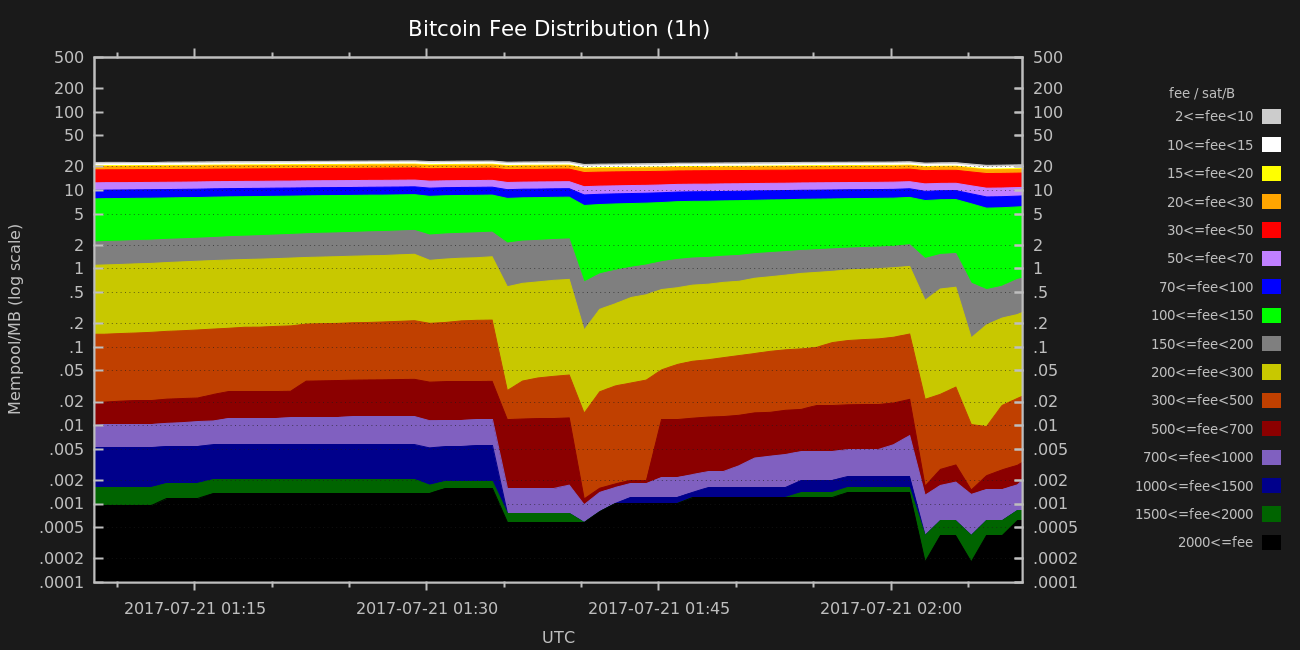 Bitcoin Fee Distribution (1h)
Mempool/MB (log scale)
500
200
100
50
20
10
5
2
1
.5
.2
.1
.05
.02
.01
.005
.002
.001
.0005
.0002
.0001
500
200
100
50
20
10
5
2
1
.5
.2
.1
.05
.02
.01
.005
.002
.001
.0005
.0002
.0001
2017-07-21 01:15
2017-07-21 01:30
2017-07-21 01:45
2017-07-21 02:00
UTC
fee / sat/B
2<=fee<10
10<=fee<15
15<=fee<20
20<=fee<30
30<=fee<50
50<=fee<70
70<=fee<100
100<=fee<150
150<=fee<200
200<=fee<300
300<=fee<500
500<=fee<700
700<=fee<1000
1000<=fee<1500
1500<=fee<2000
2000<=fee